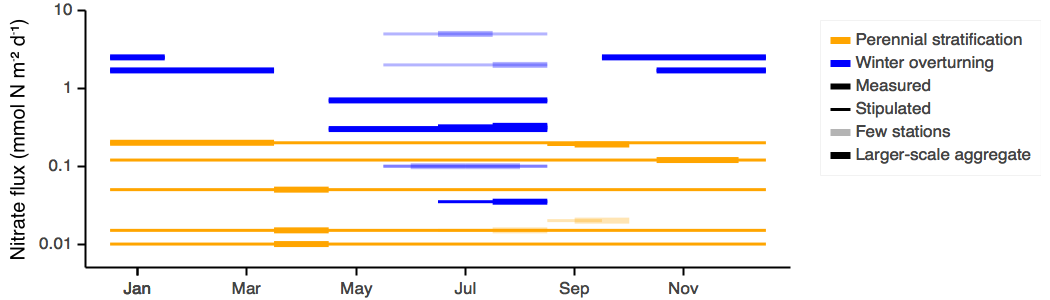 Nitrate flux (mmol N m⁻² d⁻¹)
10
1
0.1
0.01
Jan Mar May Jul Sep Nov
Perennial stratification
Winter overturning
Measured
Stipulated
Few stations
Larger-scale aggregate